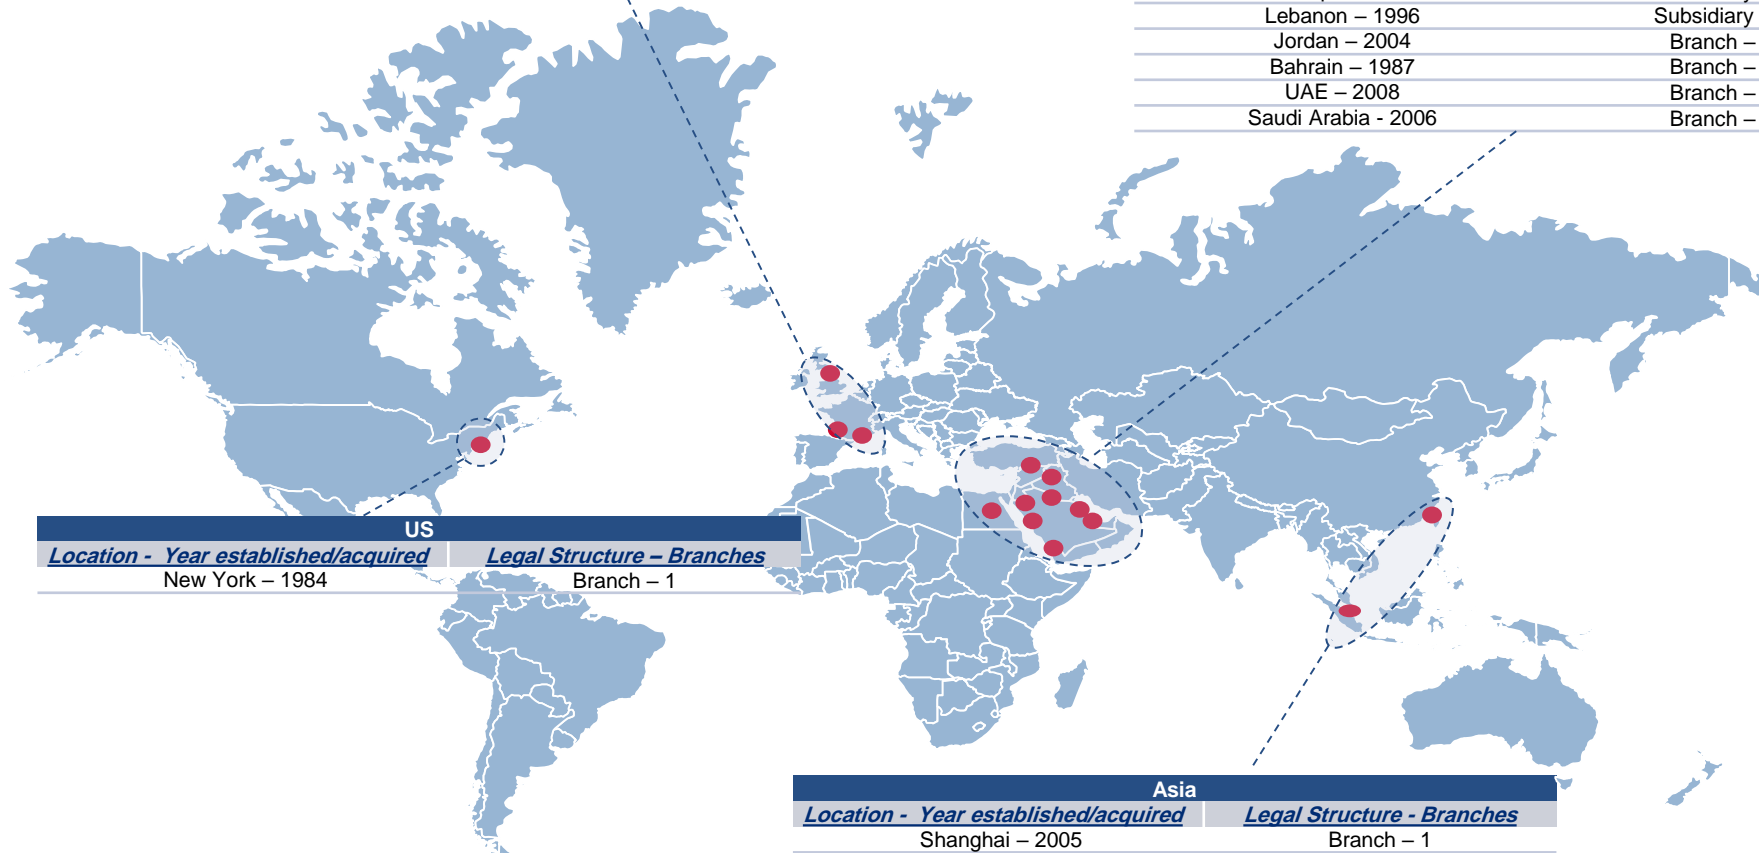 Lebanon – 1996 Subsidiary
Jordan – 2004 Branch –
Bahrain – 1987 Branch –
UAE – 2008 Branch –
Saudi Arabia - 2006 Branch –
US
Location - Year established/acquired Legal Structure – Branches
New York – 1984 Branch – 1
Asia
Location - Year established/acquired Legal Structure - Branches
Shanghai – 2005 Branch – 1